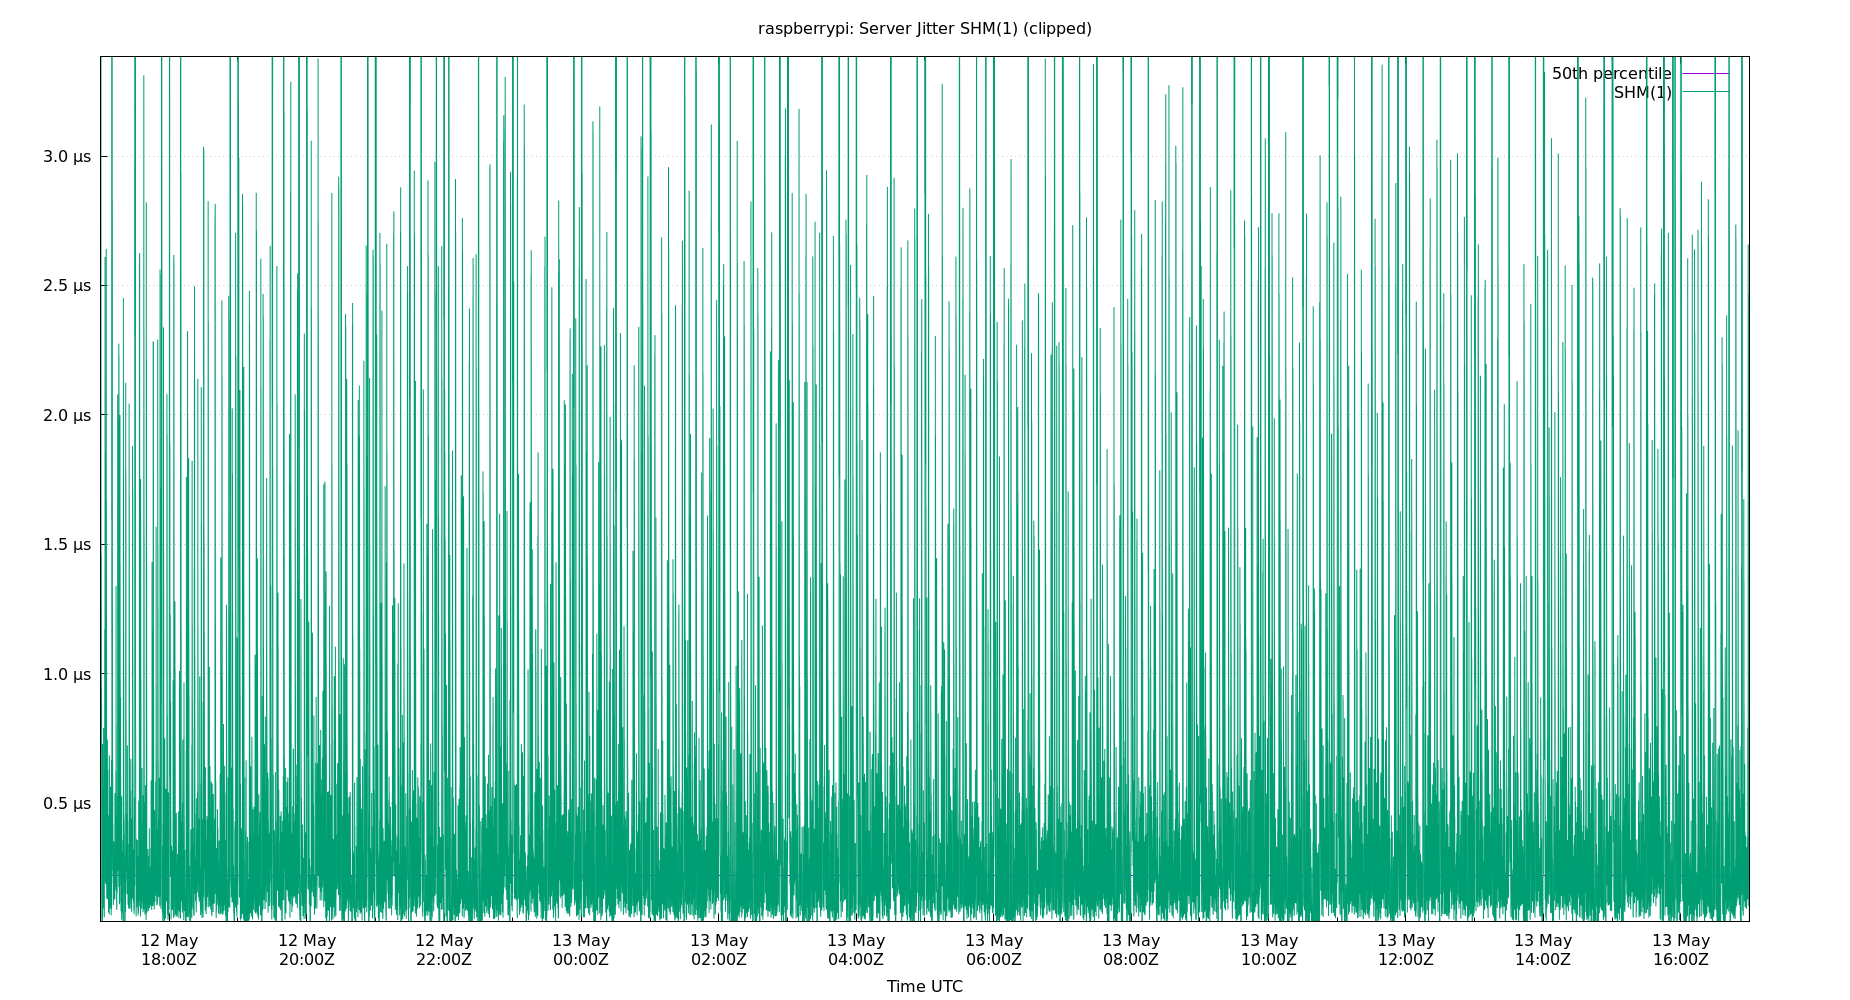 raspberrypi: Server Jitter SHM(1) (clipped)
50th percentile
SHM(1)
3.0 µs
2.5 µs
2.0 µs
1.5 µs
1.0 µs
0.5 µs
12 May 12 May 12 May 13 May 13 May 13 May 13 May 13 May 13 May 13 May 13 May 13 May
18:00Z 20:00Z 22:00Z 00:00Z 02:00Z 04:00Z 06:00Z 08:00Z 10:00Z 12:00Z 14:00Z 16:00Z
Time UTC